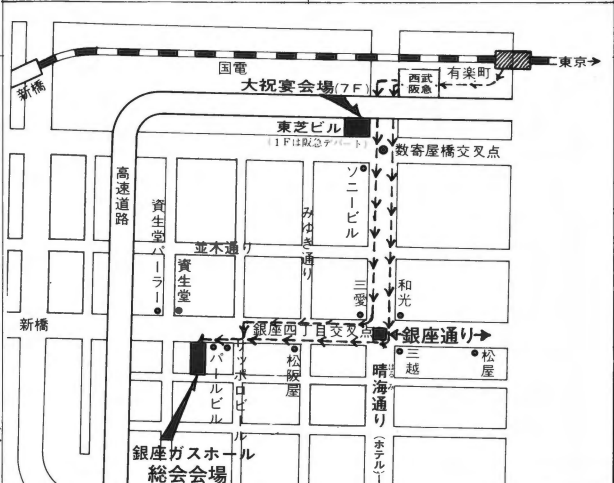 国電
新橋
有楽町
東京
西武
阪急
大祝宴会場(7F)
東芝ビル
(1Fは阪急デパート)
数寄屋橋交叉点
ソニービル
高速道路
資生堂パーラー
資生堂
並木通り
みゆき通り
三愛
和光
新橋
銀座四丁目交叉点
銀座通り
パールビル
サッポロビール
松阪屋
三越
松屋
晴海通り
(ホテル)
銀座ガスホール
総会会場